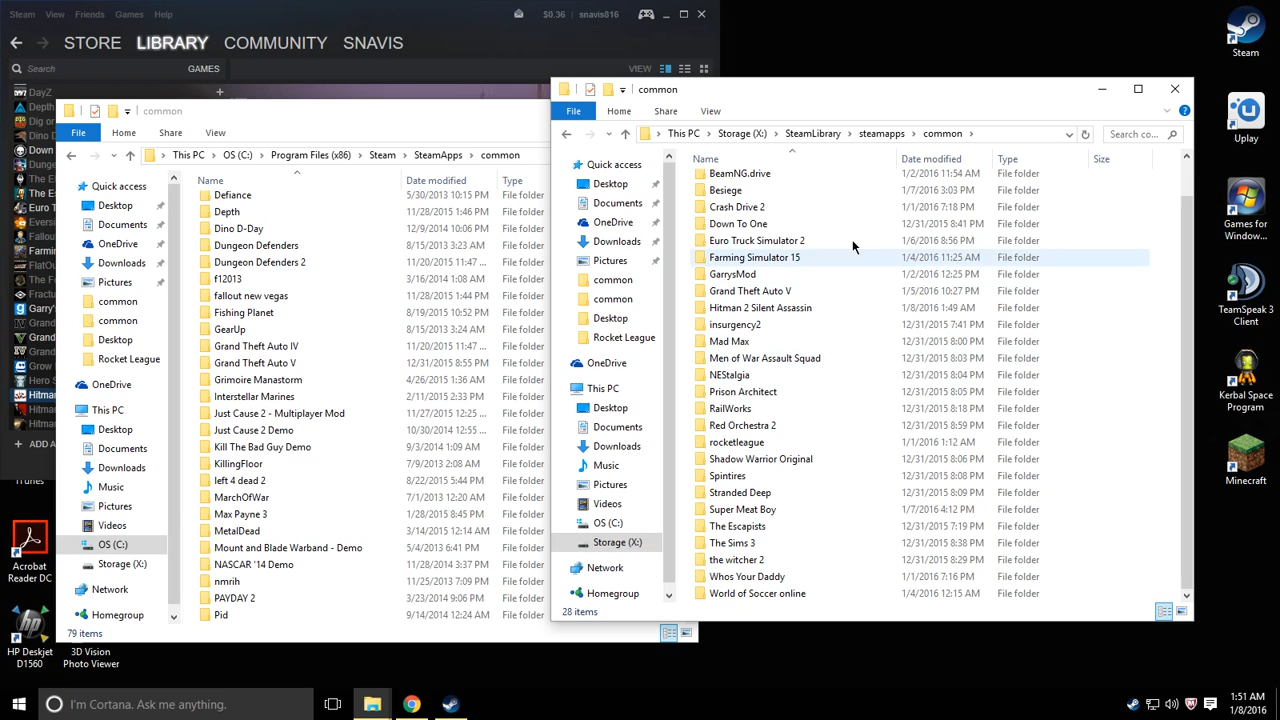 Steam View Friends Games Help $0.36 snavis816
STORE LIBRARY COMMUNITY SNAVIS
Search GAMES VIEW
DayZ
Depth
Dig or
Dino D
Down
Dunge
The Es
The Es
Euro T
Eversi
Fallou
Farmin
FlatOu
The F
Fractu
Garry'
Grand
Grand
Grand
Hero S
Hitman
Hitman
Hitman
ADD A
common
File Home Share View
This PC OS (C:) Program Files (x86) Steam SteamApps common
Quick access
Desktop
Documents
OneDrive
Downloads
Pictures
common
common
Desktop
Rocket League
OneDrive
This PC
Desktop
Documents
Downloads
Music
Pictures
Videos
OS (C:)
Storage (X:)
Network
Homegroup
Name Date modified Type
Defiance 5/30/2013 10:15 PM File folder
Depth 11/28/2015 1:46 PM File folder
Dino D-Day 12/9/2014 10:06 PM File folder
Dungeon Defenders 8/15/2013 3:23 AM File folder
Dungeon Defenders 2 11/20/2015 11:47 ... File folder
f12013 3/16/2014 1:08 AM File folder
fallout new vegas 11/28/2015 1:44 PM File folder
Fishing Planet 8/19/2015 10:52 PM File folder
GearUp 8/15/2013 3:24 AM File folder
Grand Theft Auto IV 11/20/2015 11:47 ... File folder
Grand Theft Auto V 12/31/2015 8:55 PM File folder
Grimoire Manastorm 4/26/2015 1:36 AM File folder
Interstellar Marines 2/11/2015 2:33 PM File folder
Just Cause 2 - Multiplayer Mod 11/27/2015 12:25 ... File folder
Just Cause 2 Demo 10/30/2014 12:55 ... File folder
Kill The Bad Guy Demo 9/3/2014 1:09 AM File folder
KillingFloor 7/9/2013 2:08 AM File folder
left 4 dead 2 8/22/2015 5:44 PM File folder
MarchOfWar 7/1/2013 12:20 AM File folder
Max Payne 3 1/28/2015 8:45 PM File folder
MetalDead 3/14/2015 12:14 AM File folder
Mount and Blade Warband - Demo 5/4/2013 6:41 PM File folder
NASCAR '14 Demo 11/28/2014 3:37 PM File folder
nmrih 11/25/2013 7:09 PM File folder
PAYDAY 2 3/23/2014 9:06 PM File folder
Pid 9/14/2014 12:24 AM File folder
79 items
common
File Home Share View
This PC Storage (X:) SteamLibrary steamapps common Search co...
Quick access
Desktop
Documents
OneDrive
Downloads
Pictures
common
common
Desktop
Rocket League
OneDrive
This PC
Desktop
Documents
Downloads
Music
Pictures
Videos
OS (C:)
Storage (X:)
Network
Homegroup
Name Date modified Type Size
BeamNG.drive 1/2/2016 11:54 AM File folder
Besiege 1/7/2016 3:03 PM File folder
Crash Drive 2 1/1/2016 7:18 PM File folder
Down To One 12/31/2015 8:41 PM File folder
Euro Truck Simulator 2 1/6/2016 8:56 PM File folder
Farming Simulator 15 1/4/2016 11:25 AM File folder
GarrysMod 1/2/2016 12:25 PM File folder
Grand Theft Auto V 1/5/2016 10:27 PM File folder
Hitman 2 Silent Assassin 1/8/2016 1:49 AM File folder
insurgency2 12/31/2015 7:41 PM File folder
Mad Max 12/31/2015 8:00 PM File folder
Men of War Assault Squad 12/31/2015 8:03 PM File folder
NEStalgia 12/31/2015 8:04 PM File folder
Prison Architect 12/31/2015 8:04 PM File folder
RailWorks 12/31/2015 8:18 PM File folder
Red Orchestra 2 12/31/2015 8:59 PM File folder
rocketleague 1/1/2016 1:12 AM File folder
Shadow Warrior Original 12/31/2015 8:06 PM File folder
Spintires 12/31/2015 8:08 PM File folder
Stranded Deep 12/31/2015 8:09 PM File folder
Super Meat Boy 1/7/2016 4:12 PM File folder
The Escapists 12/31/2015 7:19 PM File folder
The Sims 3 12/31/2015 8:38 PM File folder
the witcher 2 12/31/2015 8:29 PM File folder
Whos Your Daddy 1/1/2016 7:16 PM File folder
World of Soccer online 1/4/2016 12:15 AM File folder
28 items
Steam
Uplay
Games for
Window...
TeamSpeak 3
Client
Kerbal Space
Program
Minecraft
iTunes
Acrobat
Reader DC
HP Deskjet
D1560
3D Vision
Photo Viewer
I'm Cortana. Ask me anything.
1:51 AM
1/8/2016